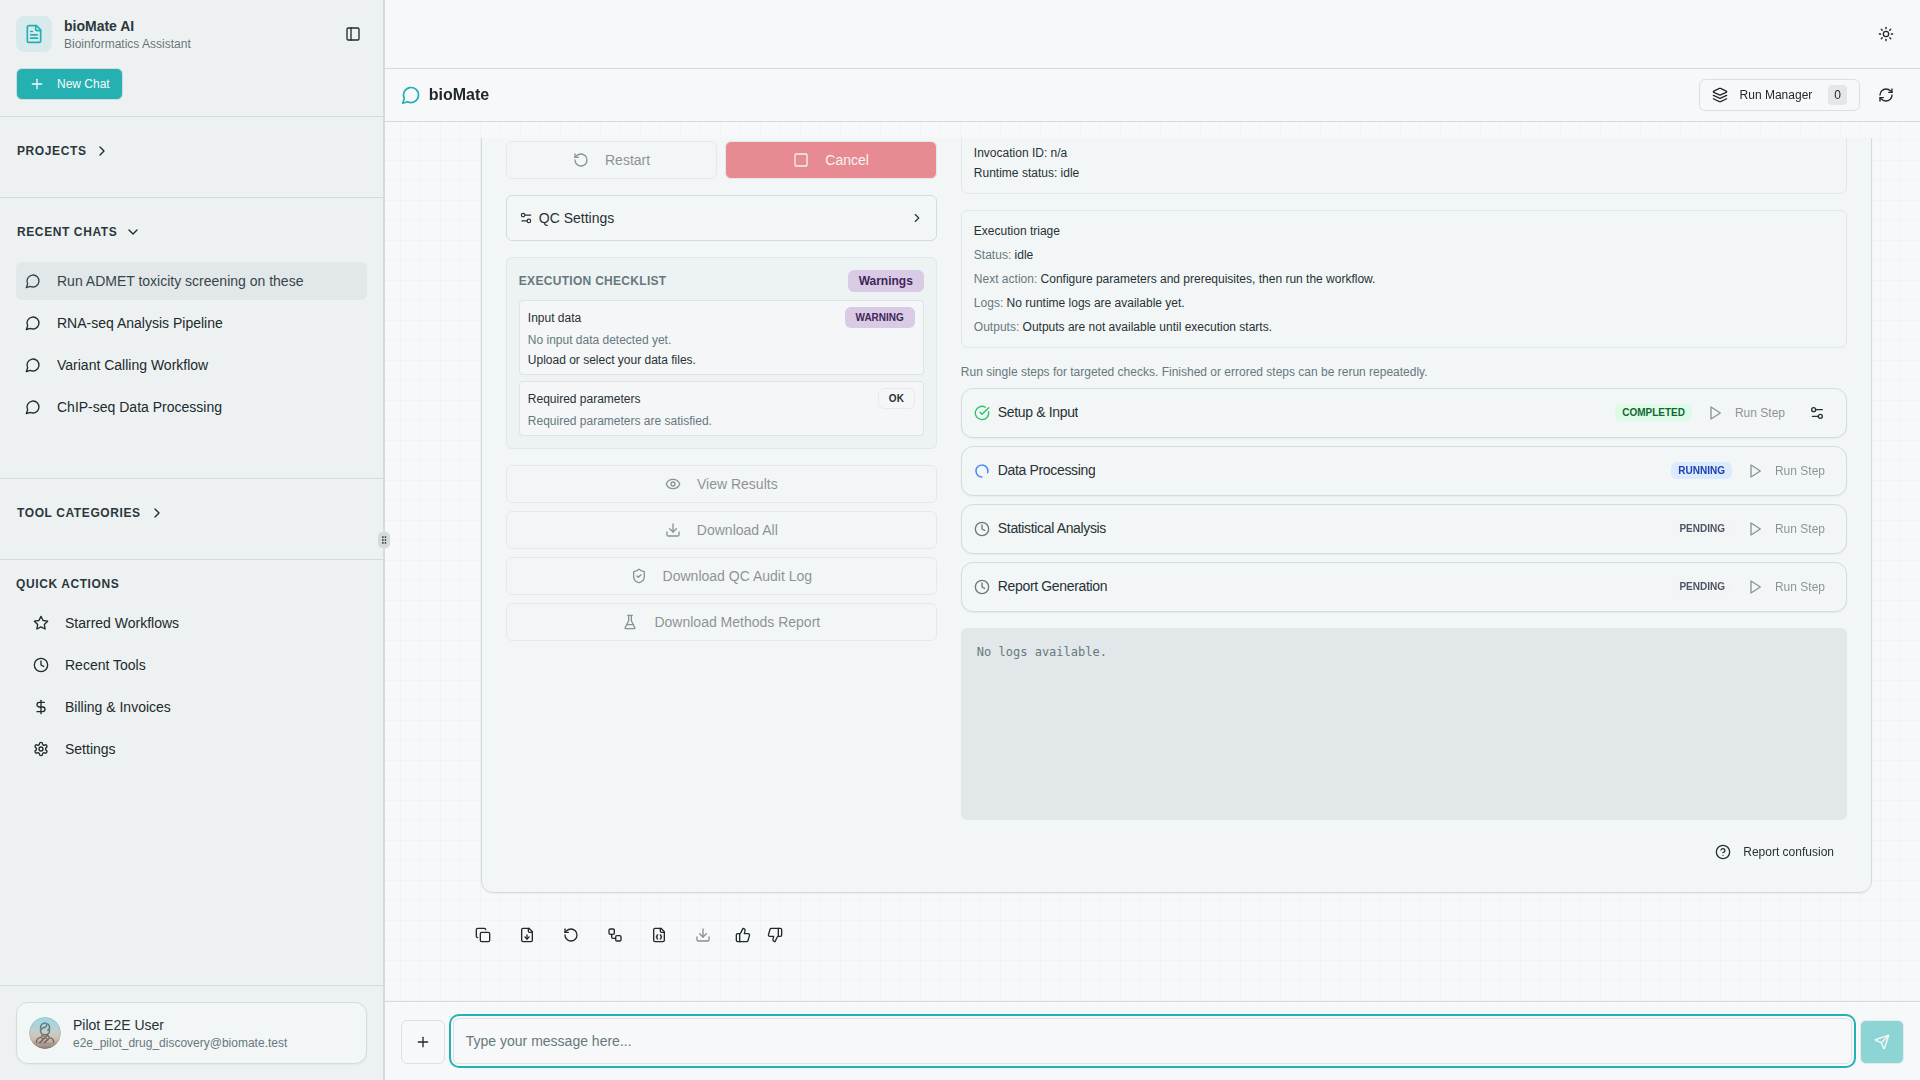 bioMate AI
Bioinformatics Assistant
New Chat
PROJECTS
RECENT CHATS
Run ADMET toxicity screening on these
RNA-seq Analysis Pipeline
Variant Calling Workflow
ChIP-seq Data Processing
TOOL CATEGORIES
QUICK ACTIONS
Starred Workflows
Recent Tools
Billing & Invoices
Settings
Pilot E2E User
e2e_pilot_drug_discovery@biomate.test
bioMate
Run Manager 0
Restart
Cancel
QC Settings
EXECUTION CHECKLIST
Warnings
Input data
WARNING
No input data detected yet.
Upload or select your data files.
Required parameters
OK
Required parameters are satisfied.
View Results
Download All
Download QC Audit Log
Download Methods Report
Invocation ID: n/a
Runtime status: idle
Execution triage
Status: idle
Next action: Configure parameters and prerequisites, then run the workflow.
Logs: No runtime logs are available yet.
Outputs: Outputs are not available until execution starts.
Run single steps for targeted checks. Finished or errored steps can be rerun repeatedly.
Setup & Input COMPLETED Run Step
Data Processing RUNNING Run Step
Statistical Analysis PENDING Run Step
Report Generation PENDING Run Step
No logs available.
Report confusion
Type your message here...